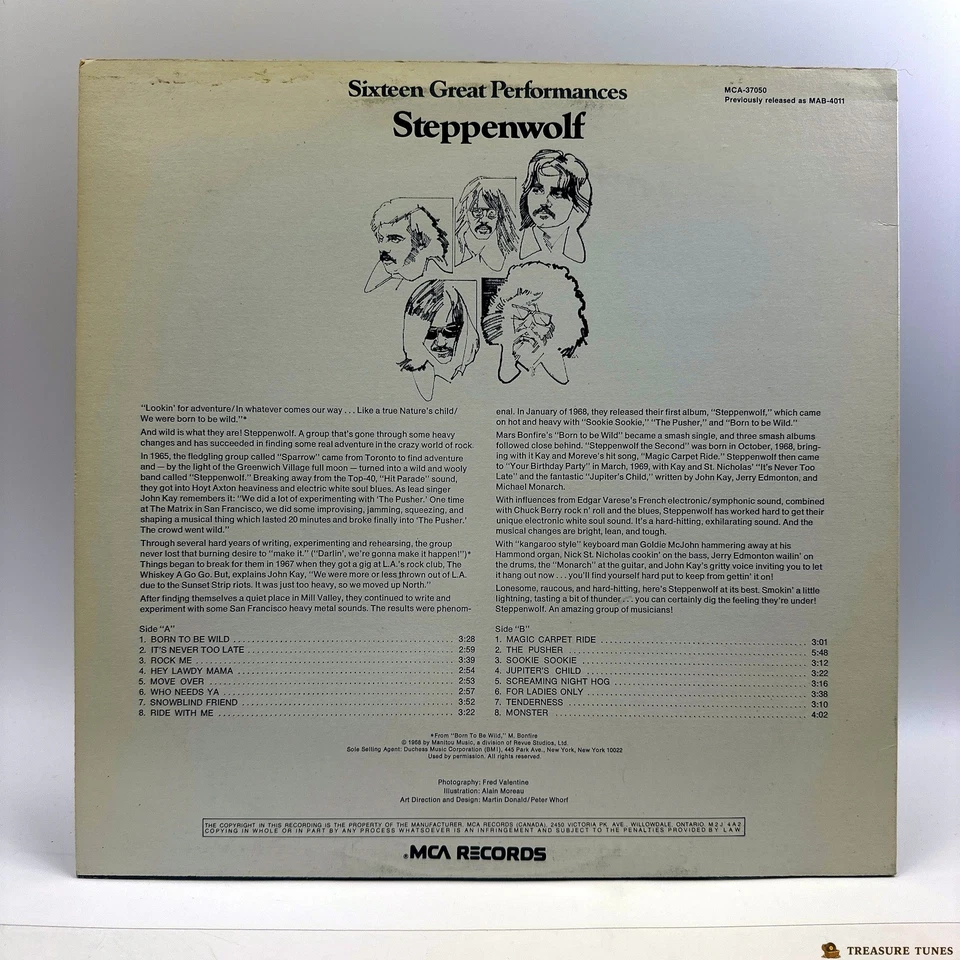 Sixteen Great Performances
Steppenwolf
MCA-37050
Previously released as MAB-4011
"Lookin' for adventure/In whatever comes our way . . . Like a true Nature's child/
We were born to be wild."*
And wild is what they are! Steppenwolf. A group that's gone through some heavy
changes and has succeeded in finding some real adventure in the crazy world of rock.
In 1965, the fledgling group called "Sparrow" came from Toronto to find adventure
and — by the light of the Greenwich Village full moon — turned into a wild and wooly
band called "Steppenwolf." Breaking away from the Top-40, "Hit Parade" sound,
they got into Hoyt Axton heaviness and electric white soul blues. As lead singer
John Kay remembers it: "We did a lot of experimenting with 'The Pusher.' One time
at The Matrix in San Francisco, we did some improvising, jamming, squeezing, and
shaping a musical thing which lasted 20 minutes and broke finally into 'The Pusher.'
The crowd went wild."
Through several hard years of writing, experimenting and rehearsing, the group
never lost that burning desire to "make it." ("Darlin', we're gonna make it happen!")*
Things began to break for them in 1967 when they got a gig at L.A.'s rock club, The
Whiskey A Go Go. But, explains John Kay, "We were more or less thrown out of L.A.
due to the Sunset Strip riots. It was just too heavy, so we moved up North."
After finding themselves a quiet place in Mill Valley, they continued to write and
experiment with some San Francisco heavy metal sounds. The results were phenom-
enal. In January of 1968, they released their first album, "Steppenwolf," which came
on hot and heavy with "Sookie Sookie," "The Pusher," and "Born to be Wild."
Mars Bonfire's "Born to be Wild" became a smash single, and three smash albums
followed close behind. "Steppenwolf the Second" was born in October, 1968, bring-
ing with it Kay and Moreve's hit song, "Magic Carpet Ride." Steppenwolf then came
to "Your Birthday Party" in March, 1969, with Kay and St. Nicholas' "It's Never Too
Late" and the fantastic "Jupiter's Child," written by John Kay, Jerry Edmonton, and
Michael Monarch.
With influences from Edgar Varese's French electronic/symphonic sound, combined
with Chuck Berry rock n' roll and the blues, Steppenwolf has worked hard to get their
unique electronic white soul sound. It's a hard-hitting, exhilarating sound. And the
musical changes are bright, lean, and tough.
With "kangaroo style" keyboard man Goldie McJohn hammering away at his
Hammond organ, Nick St. Nicholas cookin' on the bass, Jerry Edmonton wailin' on
the drums, the "Monarch" at the guitar, and John Kay's gritty voice inviting you to let
it hang out now . . . you'll find yourself hard put to keep from gettin' it on!
Lonesome, raucous, and hard-hitting, here's Steppenwolf at its best. Smokin' a little
lightning, tasting a bit of thunder . . . you can certainly dig the feeling they're under!
Steppenwolf. An amazing group of musicians!
Side "A"
1. BORN TO BE WILD 3:28
2. IT'S NEVER TOO LATE 2:59
3. ROCK ME 3:39
4. HEY LAWDY MAMA 2:54
5. MOVE OVER 2:53
6. WHO NEEDS YA 2:57
7. SNOWBLIND FRIEND 3:52
8. RIDE WITH ME 3:22
Side "B"
1. MAGIC CARPET RIDE 3:01
2. THE PUSHER 5:48
3. SOOKIE SOOKIE 3:12
4. JUPITER'S CHILD 3:22
5. SCREAMING NIGHT HOG 3:16
6. FOR LADIES ONLY 3:38
7. TENDERNESS 3:10
8. MONSTER 4:02
*From "Born To Be Wild," M. Bonfire
© 1968 by Manitou Music, a division of Revue Studios, Ltd.
Sole Selling Agent: Duchess Music Corporation (BMI), 445 Park Ave., New York, New York 10022
Used by permission. All rights reserved.
Photography: Fred Valentine
Illustration: Alain Moreau
Art Direction and Design: Martin Donald/Peter Whorf
THE COPYRIGHT IN THIS RECORDING IS THE PROPERTY OF THE MANUFACTURER, MCA RECORDS (CANADA), 2450 VICTORIA PK. AVE., WILLOWDALE, ONTARIO. M2J 4A2
COPYING IN WHOLE OR IN PART BY ANY PROCESS WHATSOEVER IS AN INFRINGEMENT AND SUBJECT TO THE PENALTIES PROVIDED BY LAW
MCA RECORDS
TREASURE TUNES